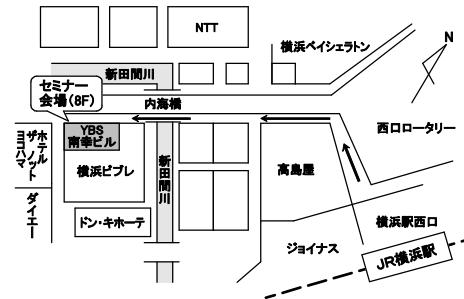 NTT
横浜ベイシェラトン
N
新田間川
セミナー
会場(8F)
内海橋
西口ロータリー
YBS
南幸ビル
ホテル
ザ ノット
ヨコハマ
横浜ビブレ
新田間川
高島屋
ダイエー
ドン・キホーテ
ジョイナス
横浜駅西口
JR横浜駅